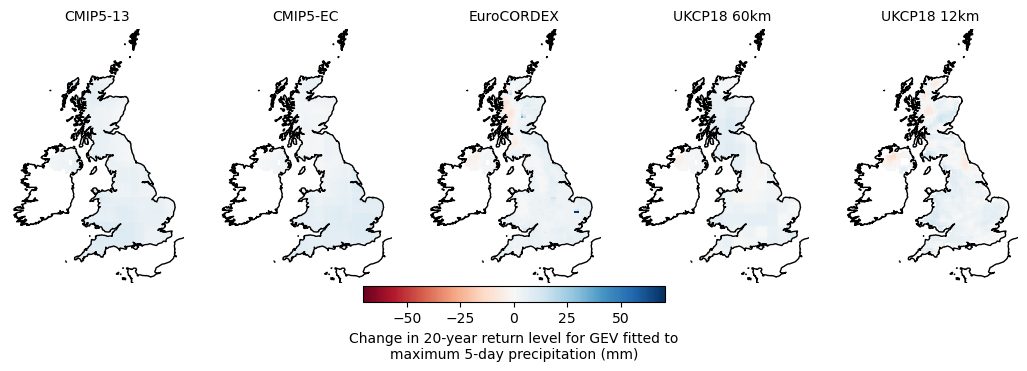 CMIP5-13
CMIP5-EC
EuroCORDEX
UKCP18 60km
UKCP18 12km
−50
−25
0
25
50
Change in 20-year return level for GEV fitted to
maximum 5-day precipitation (mm)